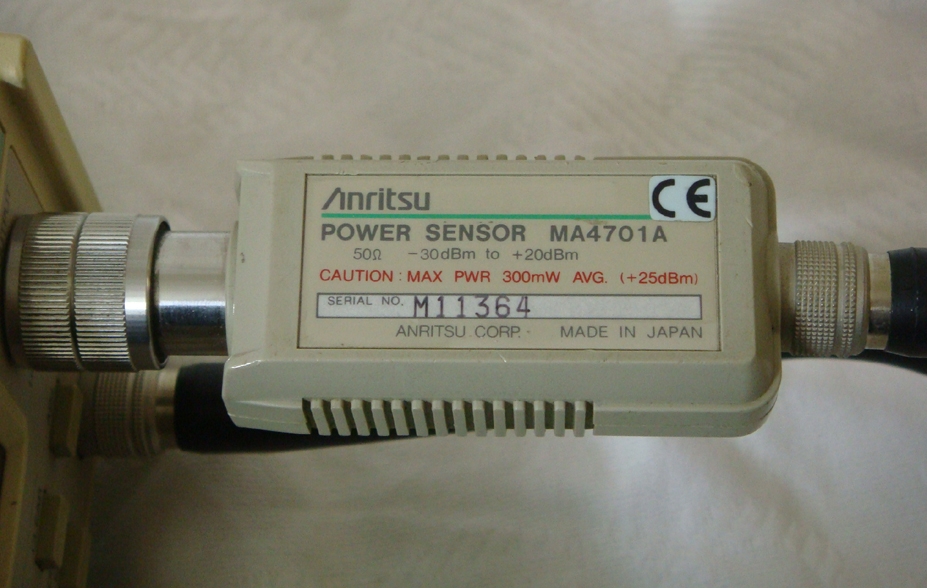 Anritsu CE
POWER SENSOR MA4701A
50Ω -30dBm to +20dBm
CAUTION : MAX PWR 300mW AVG. (+25dBm)
SERIAL NO. M11364
ANRITSU CORP. MADE IN JAPAN